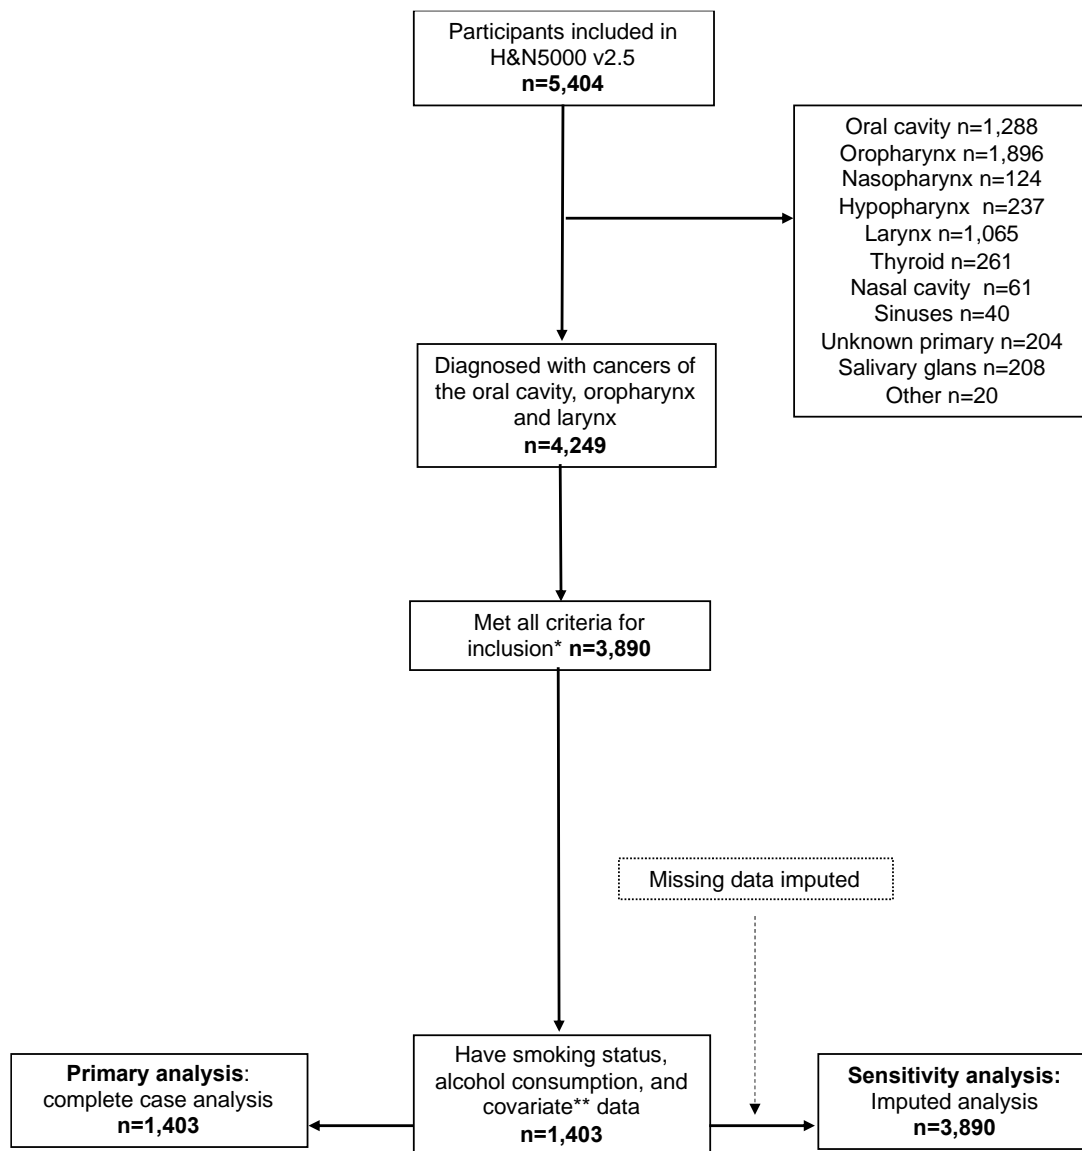 Participants included in
H&N5000 v2.5
n=5,404
Oral cavity n=1,288
Oropharynx n=1,896
Nasopharynx n=124
Hypopharynx n=237
Larynx n=1,065
Thyroid n=261
Nasal cavity n=61
Sinuses n=40
Unknown primary n=204
Salivary glans n=208
Other n=20
Diagnosed with cancers of
the oral cavity, oropharynx
and larynx
n=4,249
Met all criteria for
inclusion* n=3,890
Missing data imputed
Primary analysis:
complete case analysis
n=1,403
Have smoking status,
alcohol consumption, and
covariate** data
n=1,403
Sensitivity analysis:
Imputed analysis
n=3,890